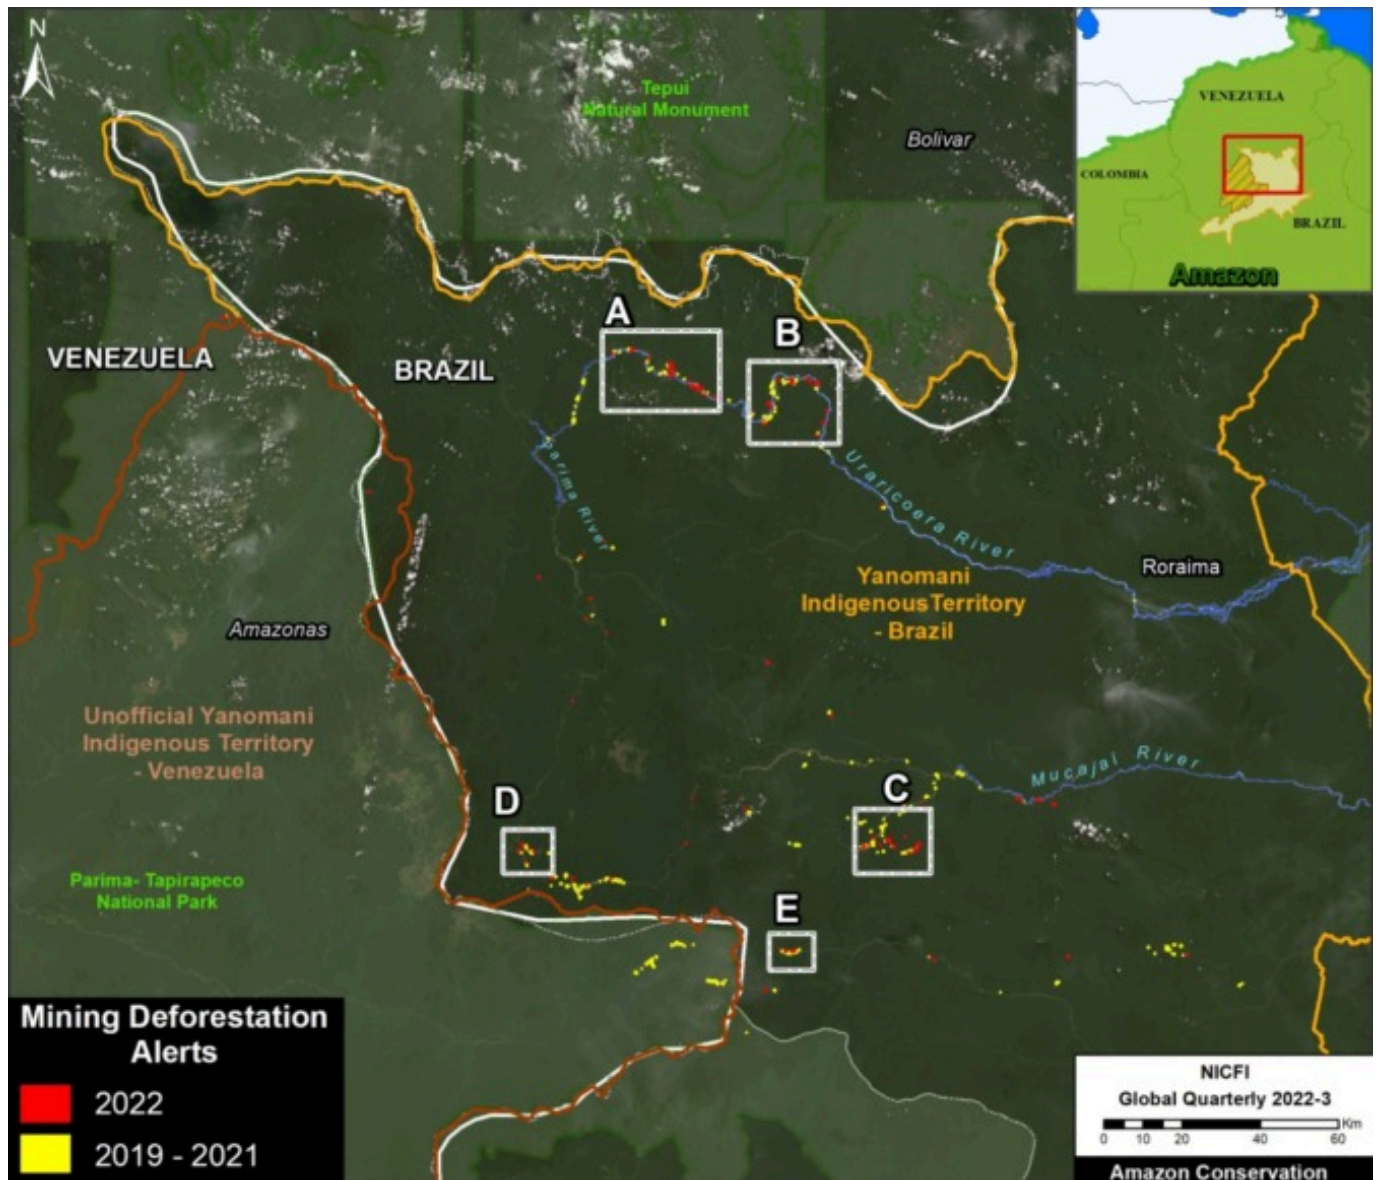 N
Tepui
Natural Monument
Bolivar
VENEZUELA
COLOMBIA
BRAZIL
Amazon
A
B
VENEZUELA
BRAZIL
Parima River
Uraricoera River
Roraima
Yanomani
Indigenous Territory
- Brazil
Amazonas
Unofficial Yanomani
Indigenous Territory
- Venezuela
Mucajai River
C
D
Parima- Tapirapeco
National Park
E
Mining Deforestation
Alerts
2022
2019 - 2021
NICFI
Global Quarterly 2022-3
Km
0 10 20 40 60
Amazon Conservation